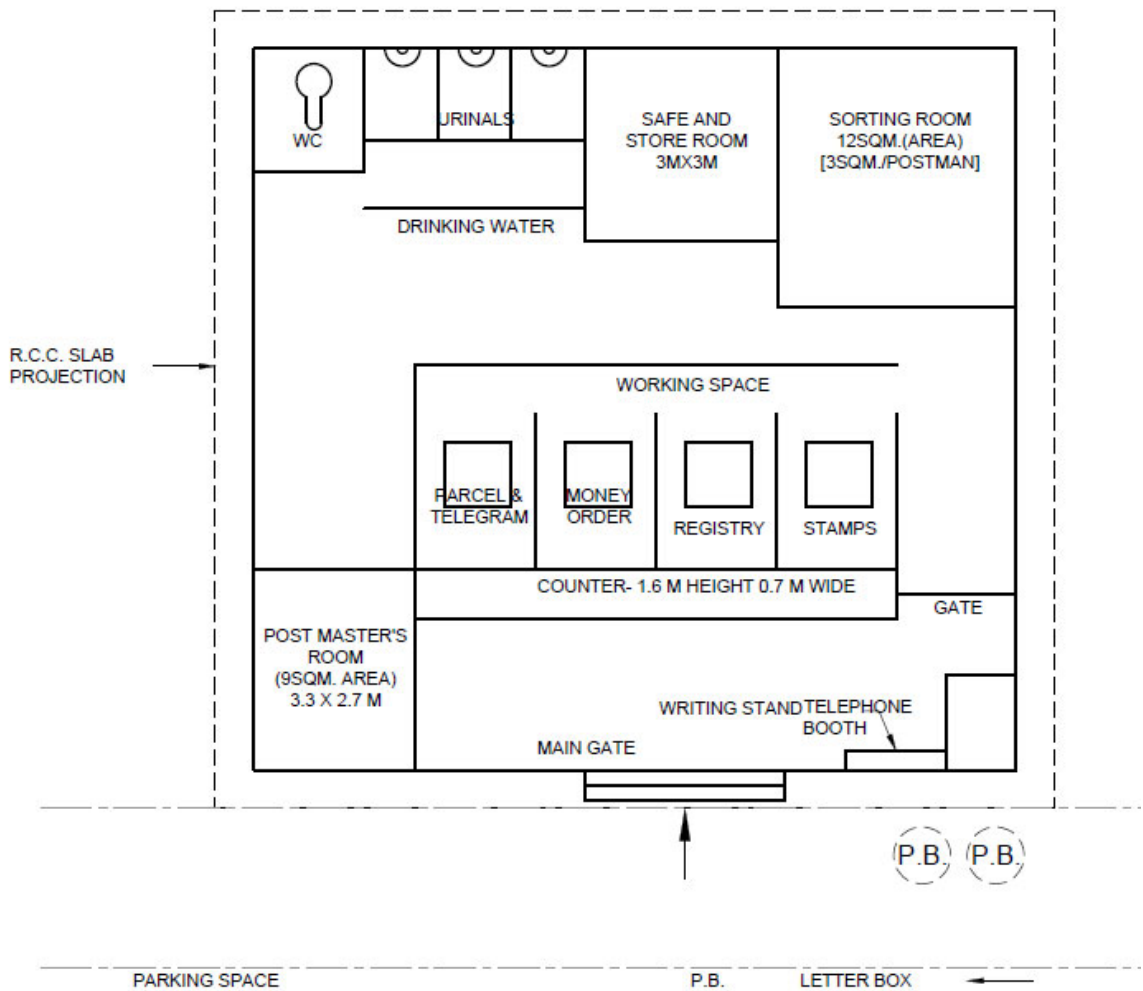 WC
URINALS
SAFE AND
STORE ROOM
3MX3M
SORTING ROOM
12SQM.(AREA)
[3SQM./POSTMAN]
DRINKING WATER
R.C.C. SLAB
PROJECTION
WORKING SPACE
PARCEL &
TELEGRAM
MONEY
ORDER
REGISTRY
STAMPS
COUNTER- 1.6 M HEIGHT 0.7 M WIDE
GATE
POST MASTER'S
ROOM
(9SQM. AREA)
3.3 X 2.7 M
WRITING STAND
TELEPHONE
BOOTH
MAIN GATE
P.B.
P.B.
PARKING SPACE
P.B.
LETTER BOX